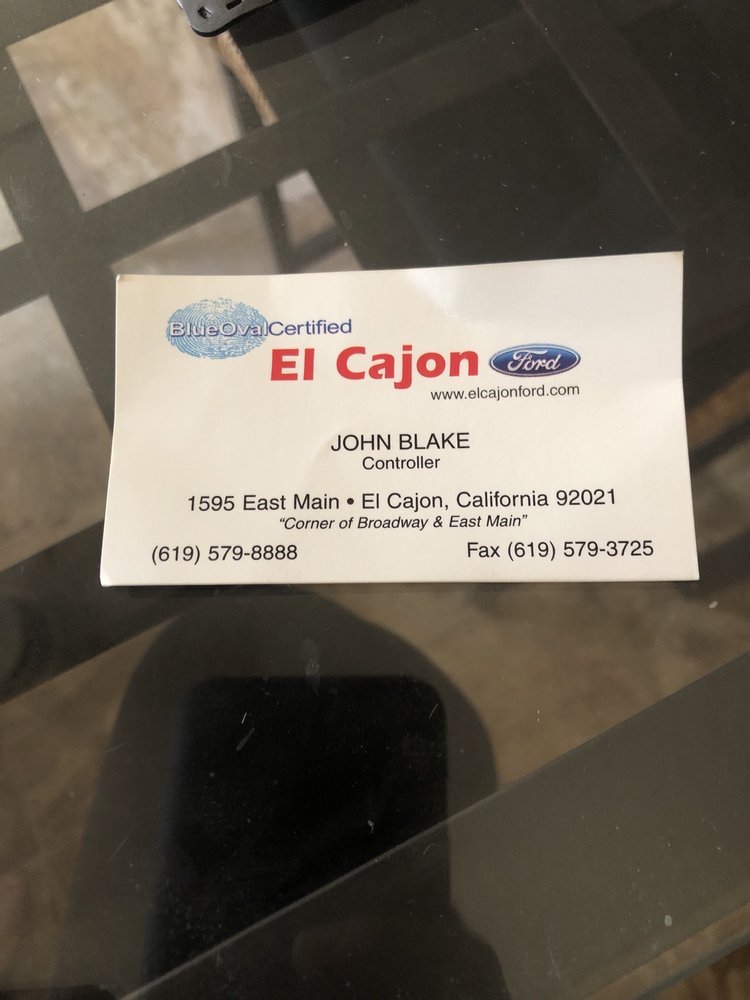 BlueOvalCertified
El Cajon Ford
www.elcajonford.com
JOHN BLAKE
Controller
1595 East Main • El Cajon, California 92021
“Corner of Broadway & East Main”
(619) 579-8888 Fax (619) 579-3725